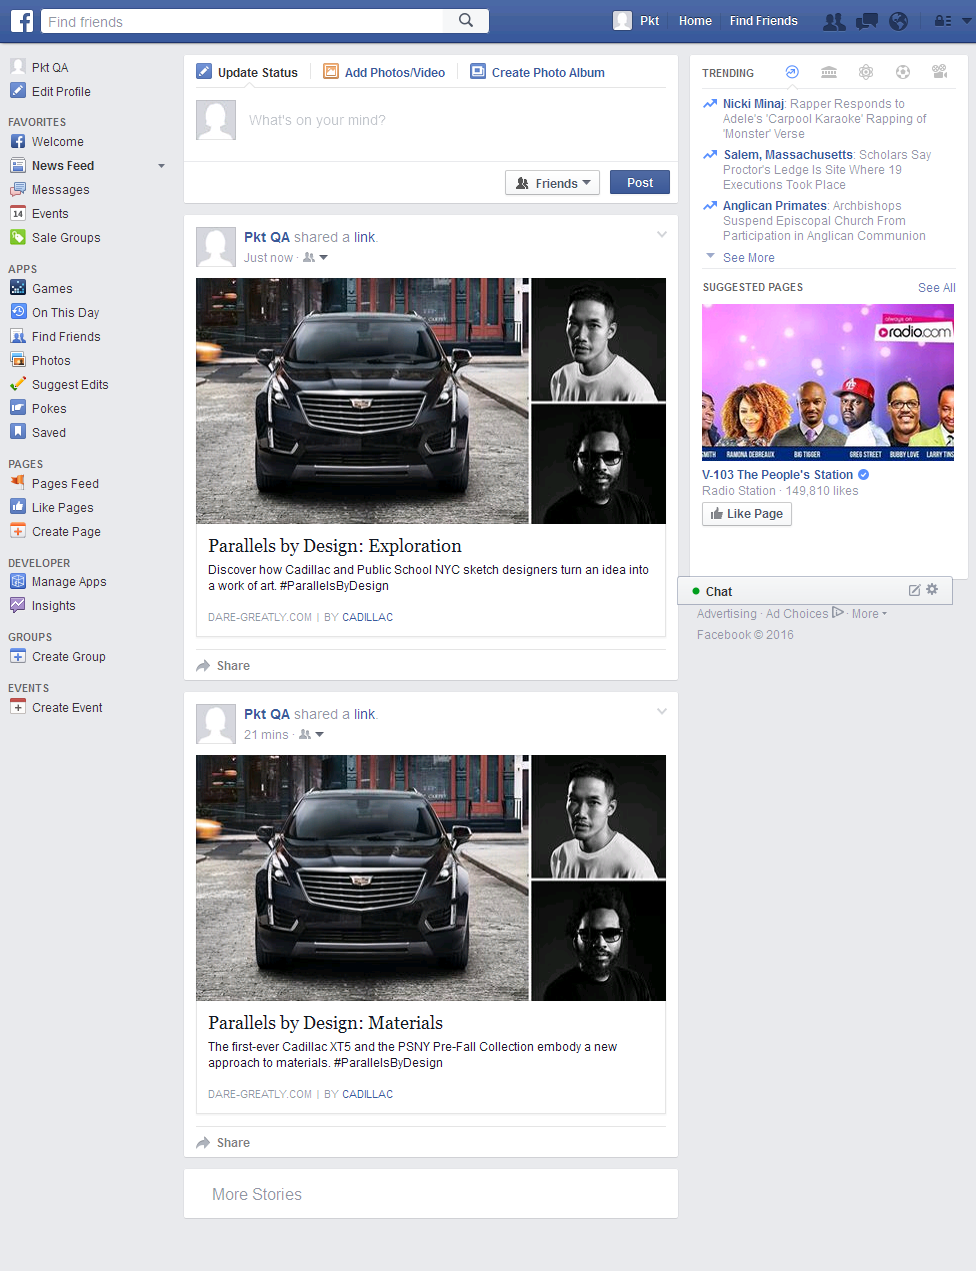 Find friends
Pkt
Home
Find Friends
Pkt QA
Edit Profile
FAVORITES
Welcome
News Feed
Messages
14 Events
Sale Groups
APPS
Games
On This Day
Find Friends
Photos
Suggest Edits
Pokes
Saved
PAGES
Pages Feed
Like Pages
Create Page
DEVELOPER
Manage Apps
Insights
GROUPS
Create Group
EVENTS
Create Event
Update Status
Add Photos/Video
Create Photo Album
What's on your mind?
Friends
Post
Pkt QA shared a link.
Just now ·
Parallels by Design: Exploration
Discover how Cadillac and Public School NYC sketch designers turn an idea into
a work of art. #ParallelsByDesign
DARE-GREATLY.COM | BY CADILLAC
Share
Pkt QA shared a link.
21 mins ·
Parallels by Design: Materials
The first-ever Cadillac XT5 and the PSNY Pre-Fall Collection embody a new
approach to materials. #ParallelsByDesign
DARE-GREATLY.COM | BY CADILLAC
Share
More Stories
TRENDING
Nicki Minaj: Rapper Responds to
Adele's 'Carpool Karaoke' Rapping of
'Monster' Verse
Salem, Massachusetts: Scholars Say
Proctor's Ledge Is Site Where 19
Executions Took Place
Anglican Primates: Archbishops
Suspend Episcopal Church From
Participation in Anglican Communion
See More
SUGGESTED PAGES
See All
always on
radio.com
SMITH RAMONA DEBREAUX BIG TIGGER GREG STREET BUBBY LOVE LARRY TINS
V-103 The People's Station
Radio Station · 149,810 likes
Like Page
Chat
Advertising · Ad Choices · More
Facebook © 2016